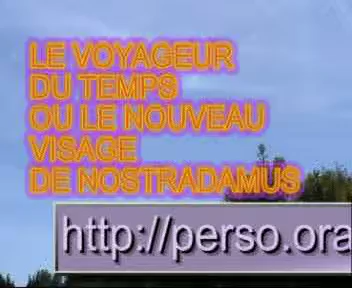 LE VOYAGEUR
DU TEMPS
OU LE NOUVEAU
VISAGE
DE NOSTRADAMUS
http://perso.ora